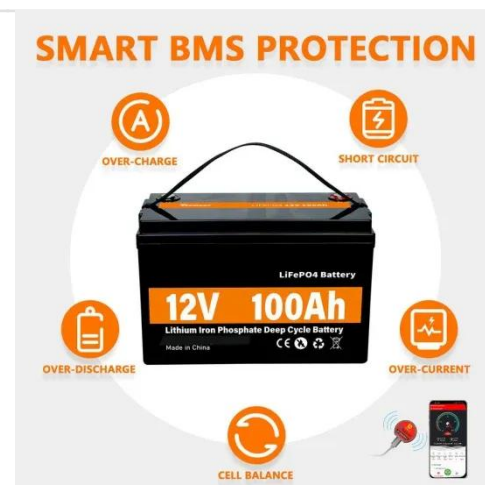 SMART BMS PROTECTION
A
OVER-CHARGE
SHORT CIRCUIT
LiFePO4 Battery
12V 100Ah
Lithium Iron Phosphate Deep Cycle Battery
Made in China
CE
OVER-DISCHARGE
OVER-CURRENT
CELL BALANCE